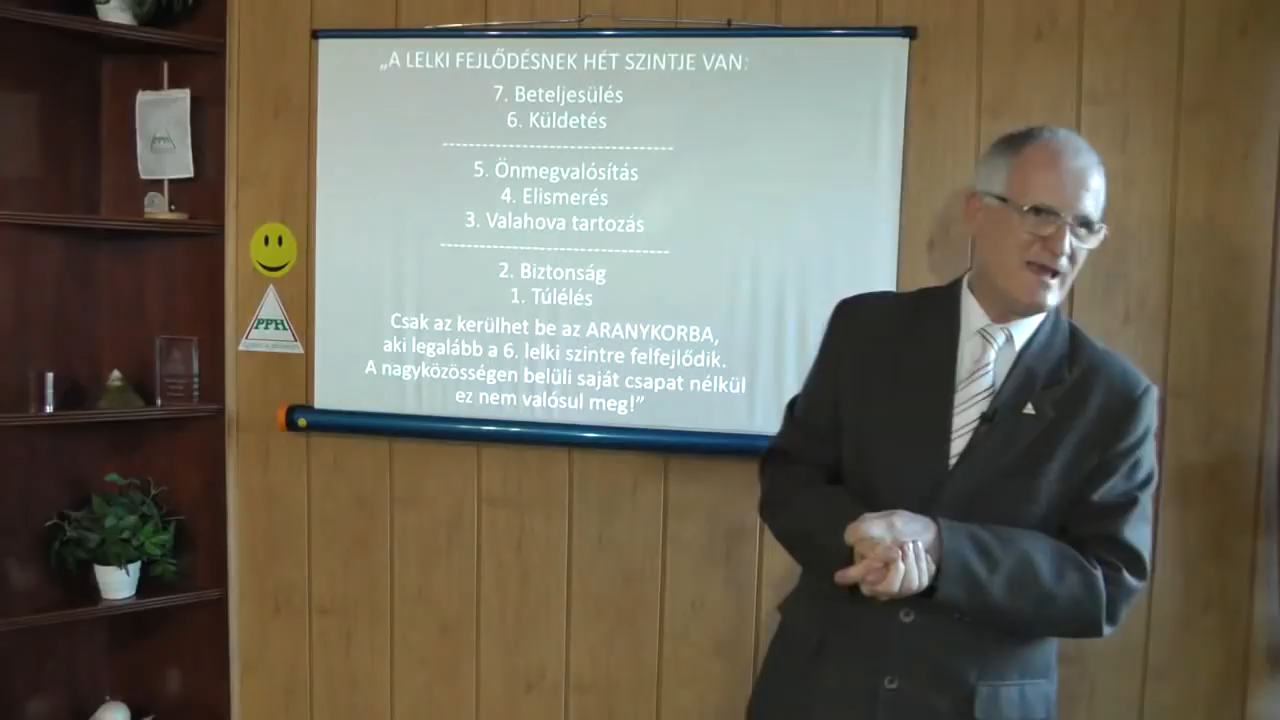 „A LELKI FEJLŐDÉSNEK HÉT SZINTJE VAN:
7. Beteljesülés
6. Küldetés
-----------------------------
5. Önmegvalósítás
4. Elismerés
3. Valahova tartozás
-----------------------------
2. Biztonság
1. Túlélés
Csak az kerülhet be az ARANYKORBA,
aki legalább a 6. lelki szintre felfejlődik.
A nagyközösségen belüli saját csapat nélkül
ez nem valósul meg!”
PPH